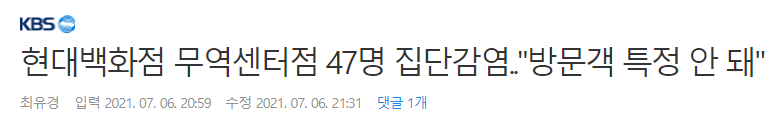 KBS
현대백화점 무역센터점 47명 집단감염.."방문객 특정 안 돼"
최유경 입력 2021. 07. 06. 20:59 수정 2021. 07. 06. 21:31 댓글 1개